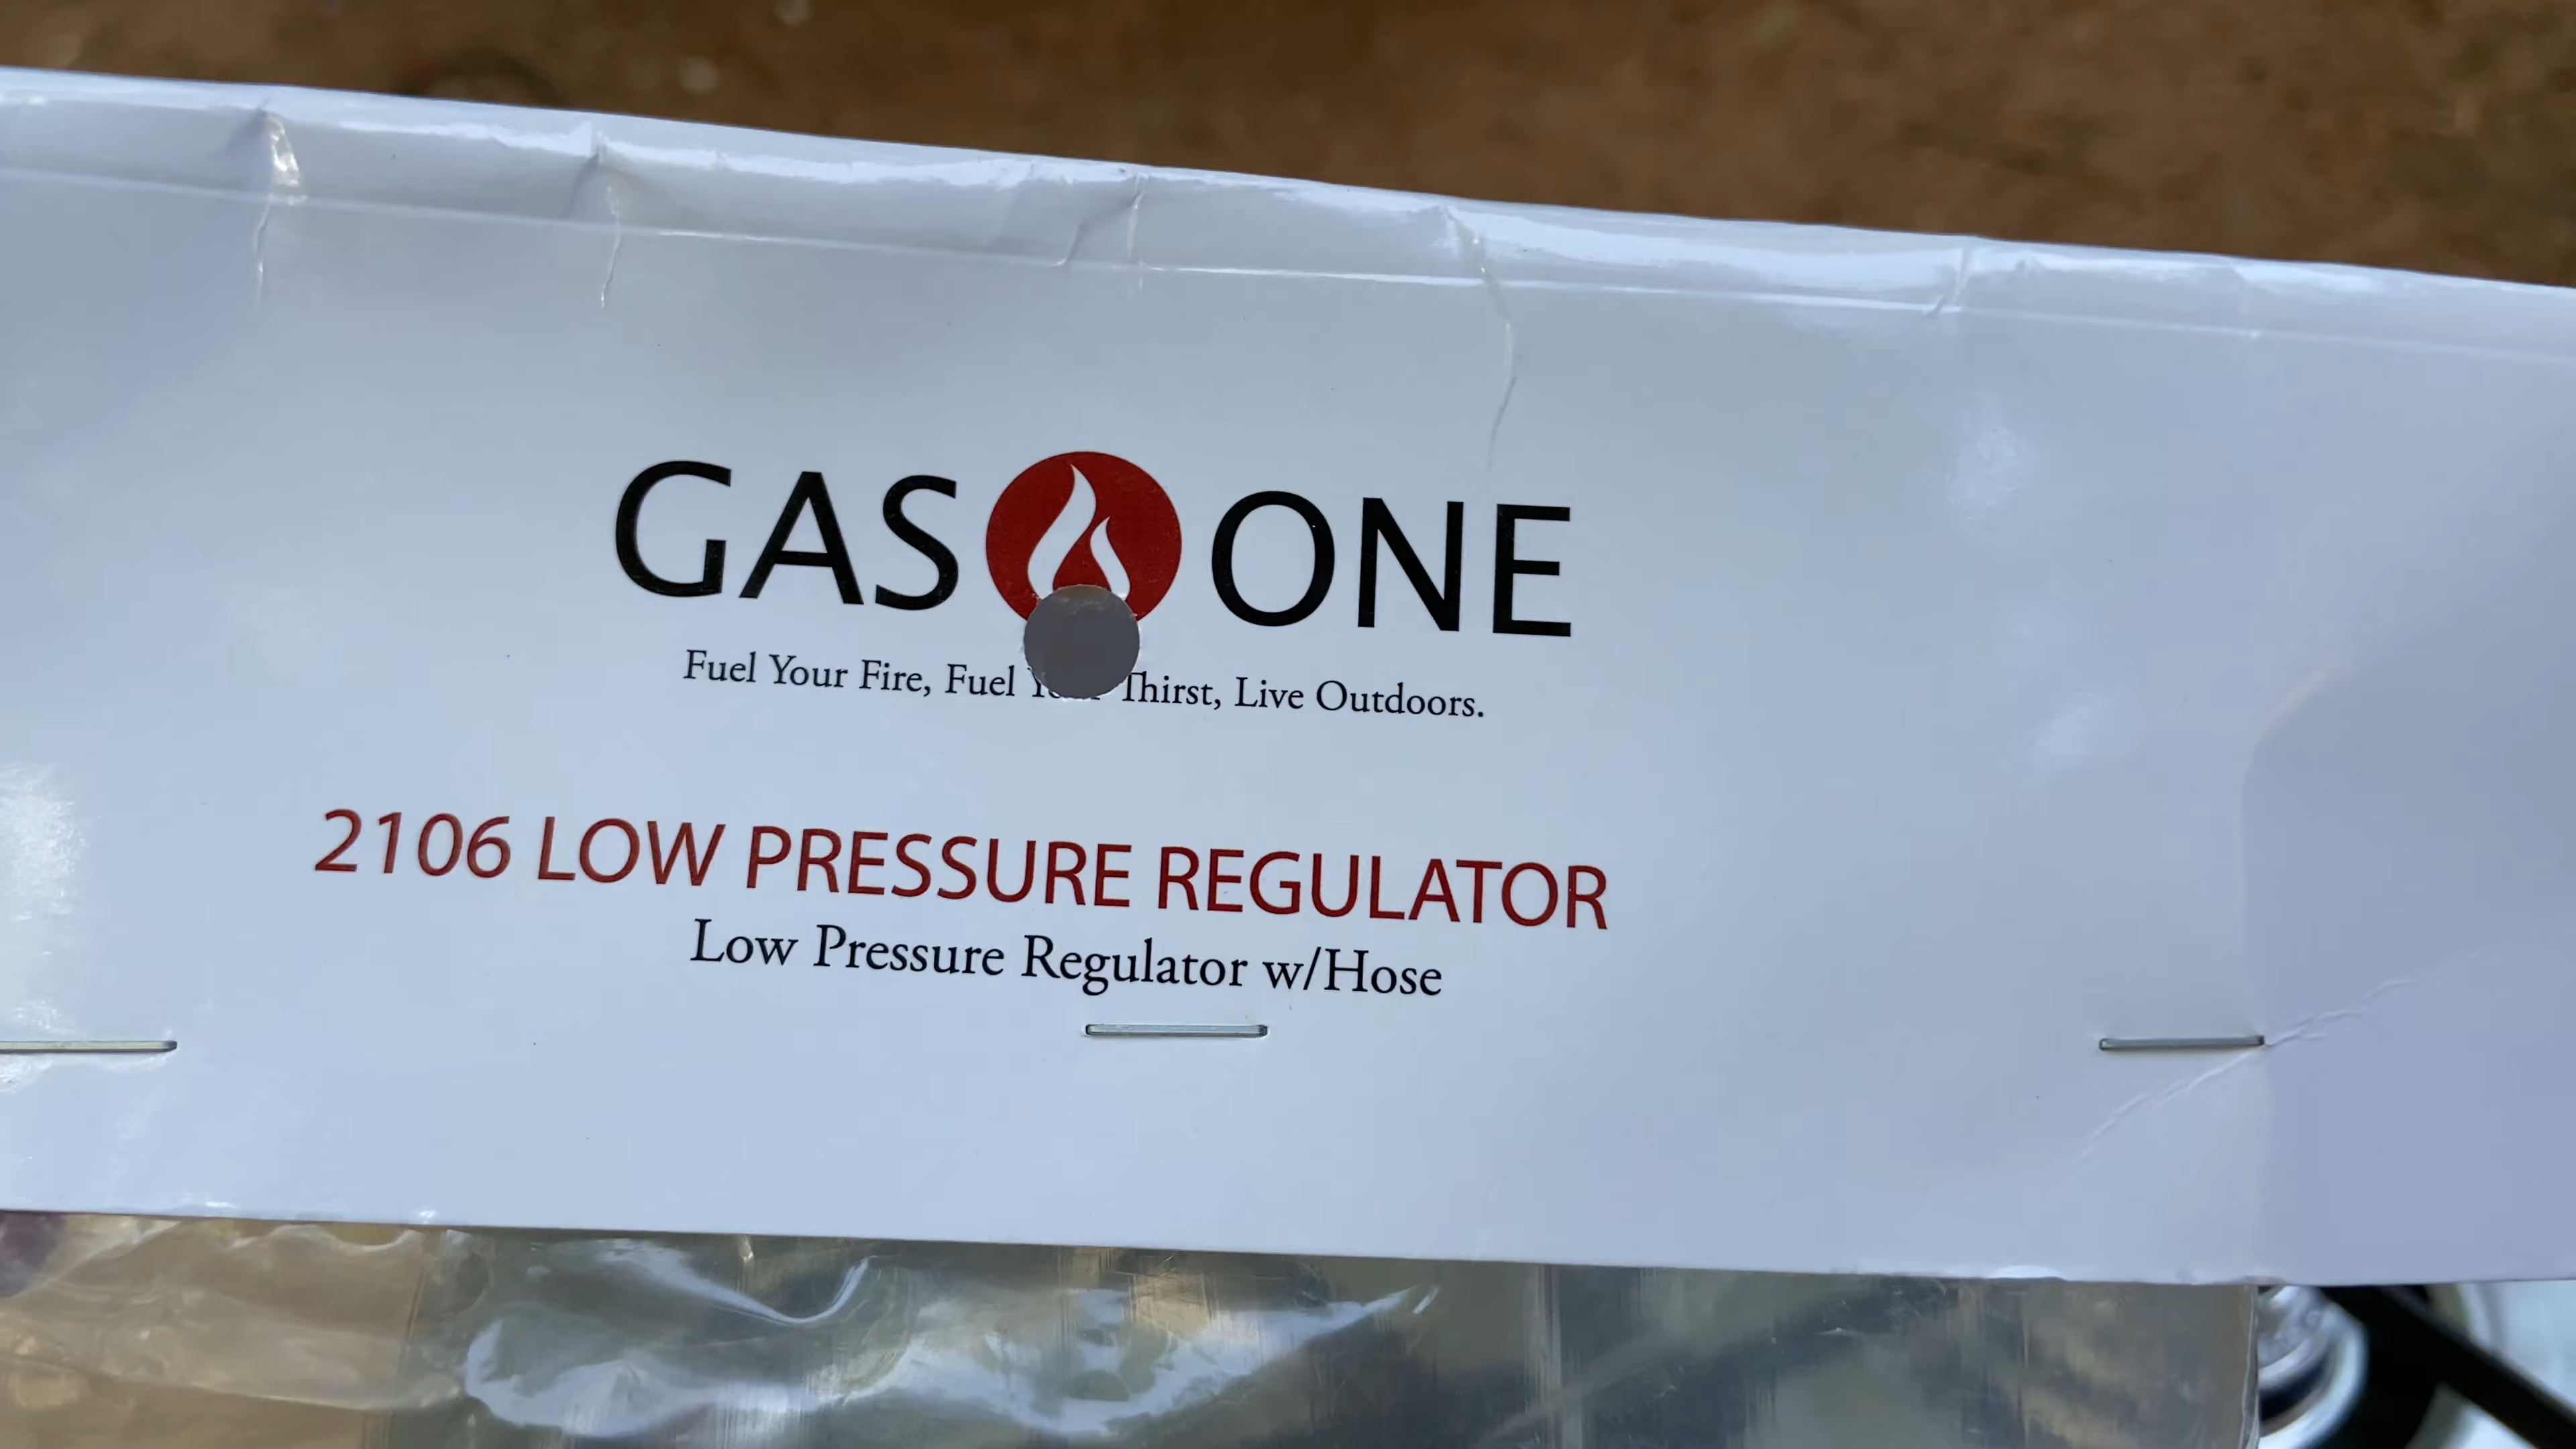 GAS ONE
Fuel Your Fire, Fuel Thirst, Live Outdoors.
2106 LOW PRESSURE REGULATOR
Low Pressure Regulator w/Hose